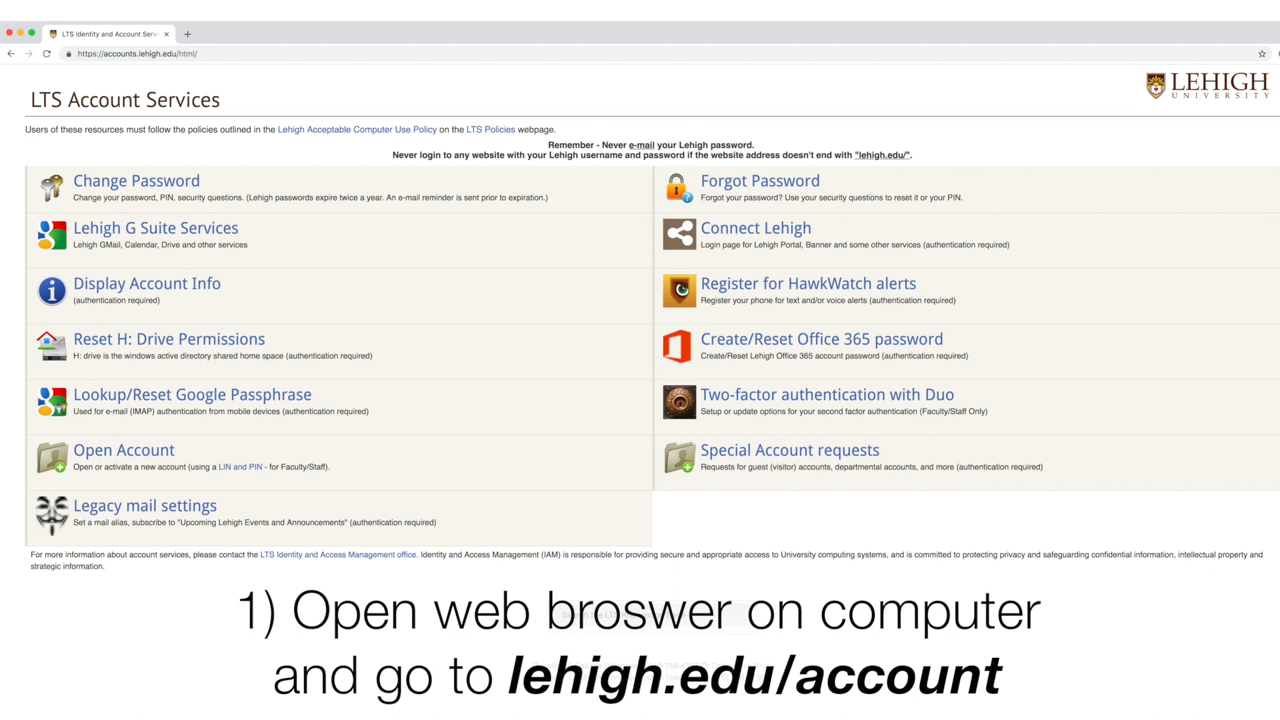 LTS Identity and Account Serv
https://accounts.lehigh.edu/html/
LTS Account Services
LEHIGH
UNIVERSITY
Users of these resources must follow the policies outlined in the Lehigh Acceptable Computer Use Policy on the LTS Policies webpage.
Remember - Never e-mail your Lehigh password.
Never login to any website with your Lehigh username and password if the website address doesn't end with "lehigh.edu/".
Change Password
Change your password, PIN, security questions. (Lehigh passwords expire twice a year. An e-mail reminder is sent prior to expiration.)
Forgot Password
Forgot your password? Use your security questions to reset it or your PIN.
Lehigh G Suite Services
Lehigh GMail, Calendar, Drive and other services
Connect Lehigh
Login page for Lehigh Portal, Banner and some other services (authentication required)
Display Account Info
(authentication required)
Register for HawkWatch alerts
Register your phone for text and/or voice alerts (authentication required)
Reset H: Drive Permissions
H: drive is the windows active directory shared home space (authentication required)
Create/Reset Office 365 password
Create/Reset Lehigh Office 365 account password (authentication required)
Lookup/Reset Google Passphrase
Used for e-mail (IMAP) authentication from mobile devices (authentication required)
Two-factor authentication with Duo
Setup or update options for your second factor authentication (Faculty/Staff Only)
Open Account
Open or activate a new account (using a LIN and PIN - for Faculty/Staff).
Special Account requests
Requests for guest (visitor) accounts, departmental accounts, and more (authentication required)
Legacy mail settings
Set a mail alias, subscribe to "Upcoming Lehigh Events and Announcements" (authentication required)
For more information about account services, please contact the LTS Identity and Access Management office. Identity and Access Management (IAM) is responsible for providing secure and appropriate access to University computing systems, and is committed to protecting privacy and safeguarding confidential information, intellectual property and
strategic information.
1) Open web broswer on computer
and go to lehigh.edu/account